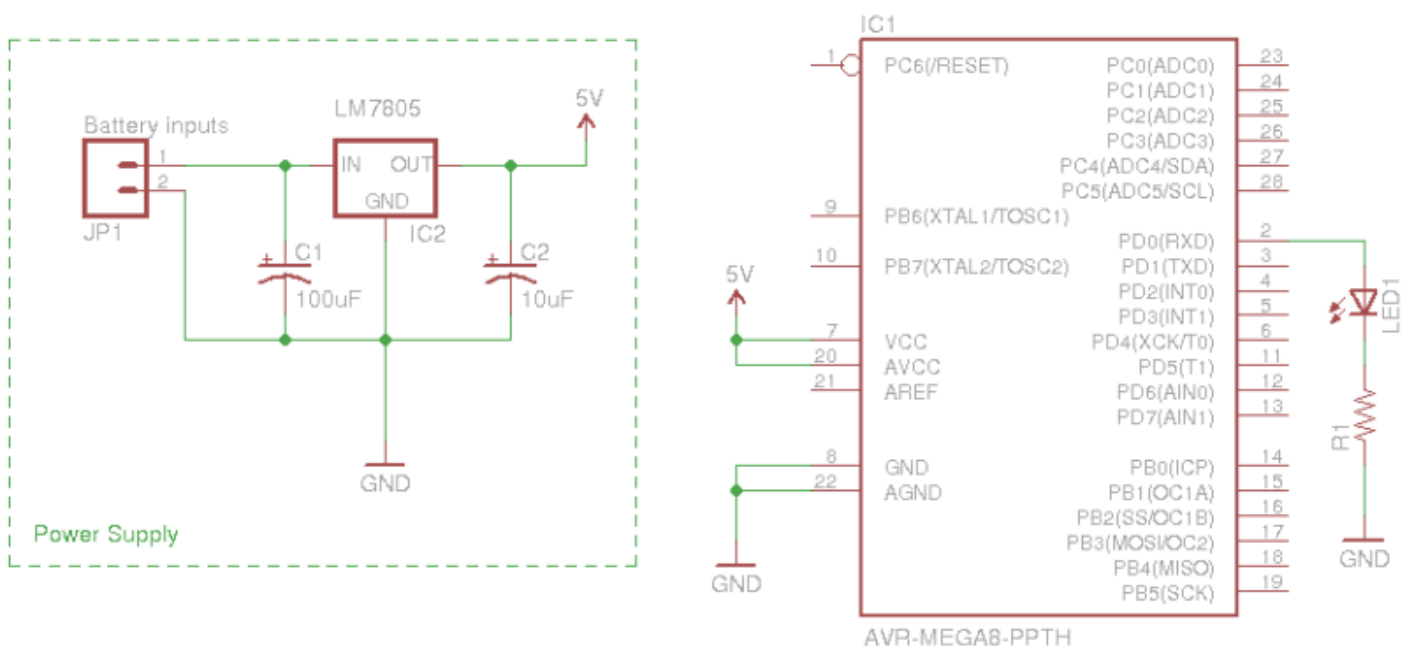 Battery inputs
1
2
JP1
LM7805
IN
OUT
GND
IC2
5V
+
C1
100uF
+
C2
10uF
GND
Power Supply
IC1
1
PC6(/RESET)
9
PB6(XTAL1/TOSC1)
10
PB7(XTAL2/TOSC2)
5V
7
VCC
20
AVCC
21
AREF
8
GND
22
AGND
GND
PC0(ADC0)
23
PC1(ADC1)
24
PC2(ADC2)
25
PC3(ADC3)
26
PC4(ADC4/SDA)
27
PC5(ADC5/SCL)
28
PD0(RXD)
2
PD1(TXD)
3
PD2(INT0)
4
PD3(INT1)
5
PD4(XCK/T0)
6
PD5(T1)
11
PD6(AIN0)
12
PD7(AIN1)
13
PB0(ICP)
14
PB1(OC1A)
15
PB2(SS/OC1B)
16
PB3(MOSI/OC2)
17
PB4(MISO)
18
PB5(SCK)
19
LED1
R1
GND
AVR-MEGA8-PPTH